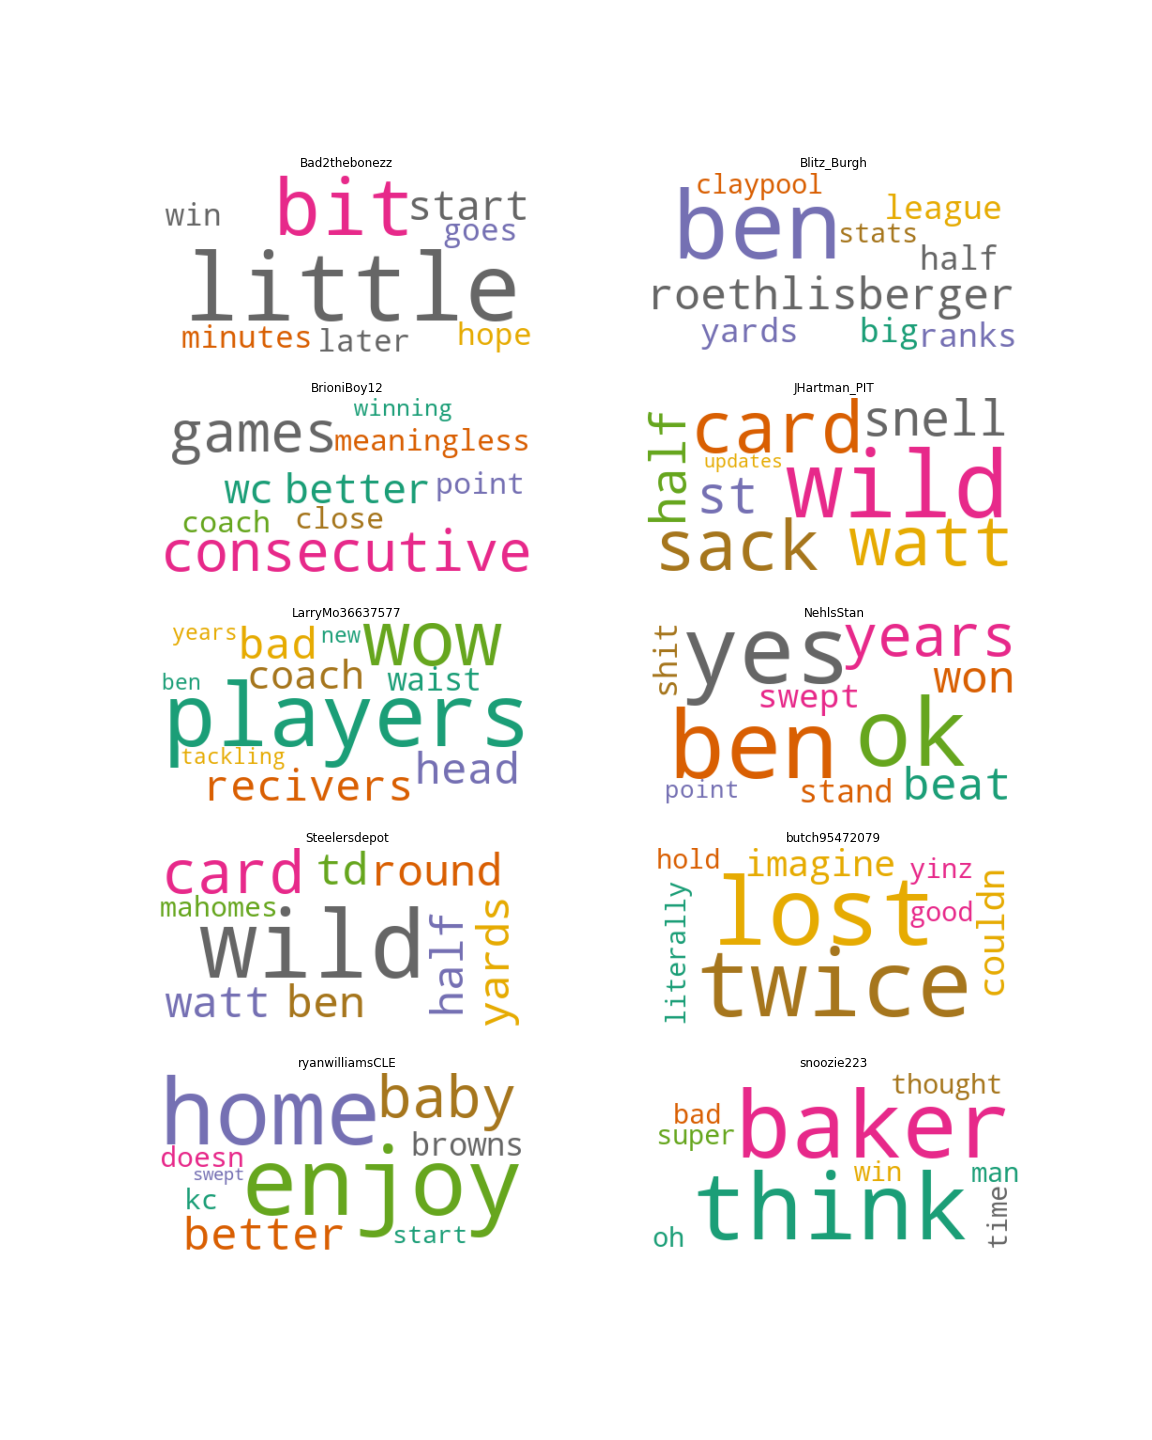 Bad2thebonezz
bit
start
win
goes
little
minutes
later
hope
Blitz_Burgh
claypool
ben
league
stats
half
roethlisberger
yards
big
ranks
BrioniBoy12
winning
games
meaningless
wc
better
point
coach
close
consecutive
JHartman_PIT
half
card
snell
updates
wild
st
sack
watt
LarryMo36637577
years
bad
new
wow
coach
waist
ben
players
tackling
recivers
head
NehlsStan
shit
yes
years
won
swept
ben
ok
point
stand
beat
Steelersdepot
card
td
round
mahomes
wild
half
yards
watt
ben
butch95472079
hold
imagine
yinz
lost
good
couldn
literally
twice
ryanwilliamsCLE
home
baby
browns
doesn
swept
enjoy
kc
better
start
snoozie223
thought
bad
baker
super
win
man
think
time
oh